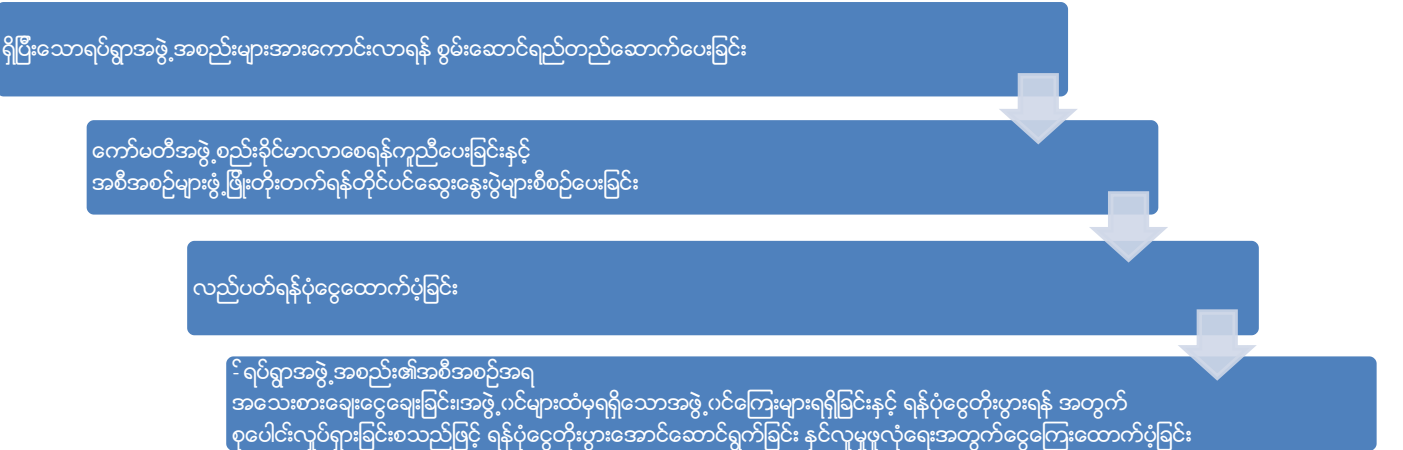 ရှိပြီးသောရပ်ရွာအဖွဲ့အစည်းများအားကောင်းလာရန် စွမ်းဆောင်ရည်တည်ဆောက်ပေးခြင်း
ကော်မတီအဖွဲ့စည်းခိုင်မာလာစေရန်ကူညီပေးခြင်းနှင့်
အစီအစဉ်များဖွံ့ဖြိုးတိုးတက်ရန်တိုင်ပင်ဆွေးနွေးပွဲများစီစဉ်ပေးခြင်း
လည်ပတ်ရန်ပုံငွေထောက်ပံ့ခြင်း
- ရပ်ရွာအဖွဲ့အစည်း၏အစီအစဉ်အရ
အသေးစားချေးငွေချေးခြင်း၊အဖွဲ့ဝင်များထံမှရရှိသောအဖွဲ့ဝင်ကြေးများရရှိခြင်းနှင့် ရန်ပုံငွေတိုးပွားရန် အတွက်
စုပေါင်းလှုပ်ရှားခြင်းစသည်ဖြင့် ရန်ပုံငွေတိုးပွားအောင်ဆောင်ရွက်ခြင်း နှင်လူမှုဖူလုံရေးအတွက်ငွေကြေးထောက်ပံ့ခြင်း